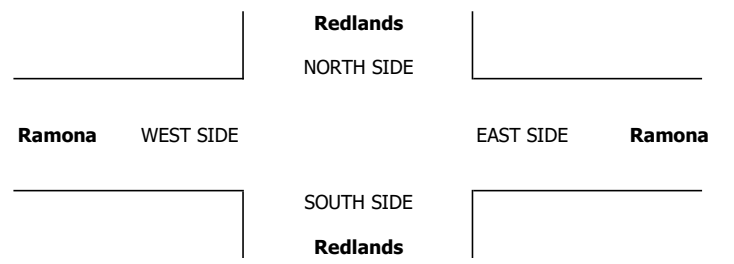 Redlands
NORTH SIDE
Ramona WEST SIDE EAST SIDE Ramona
SOUTH SIDE
Redlands